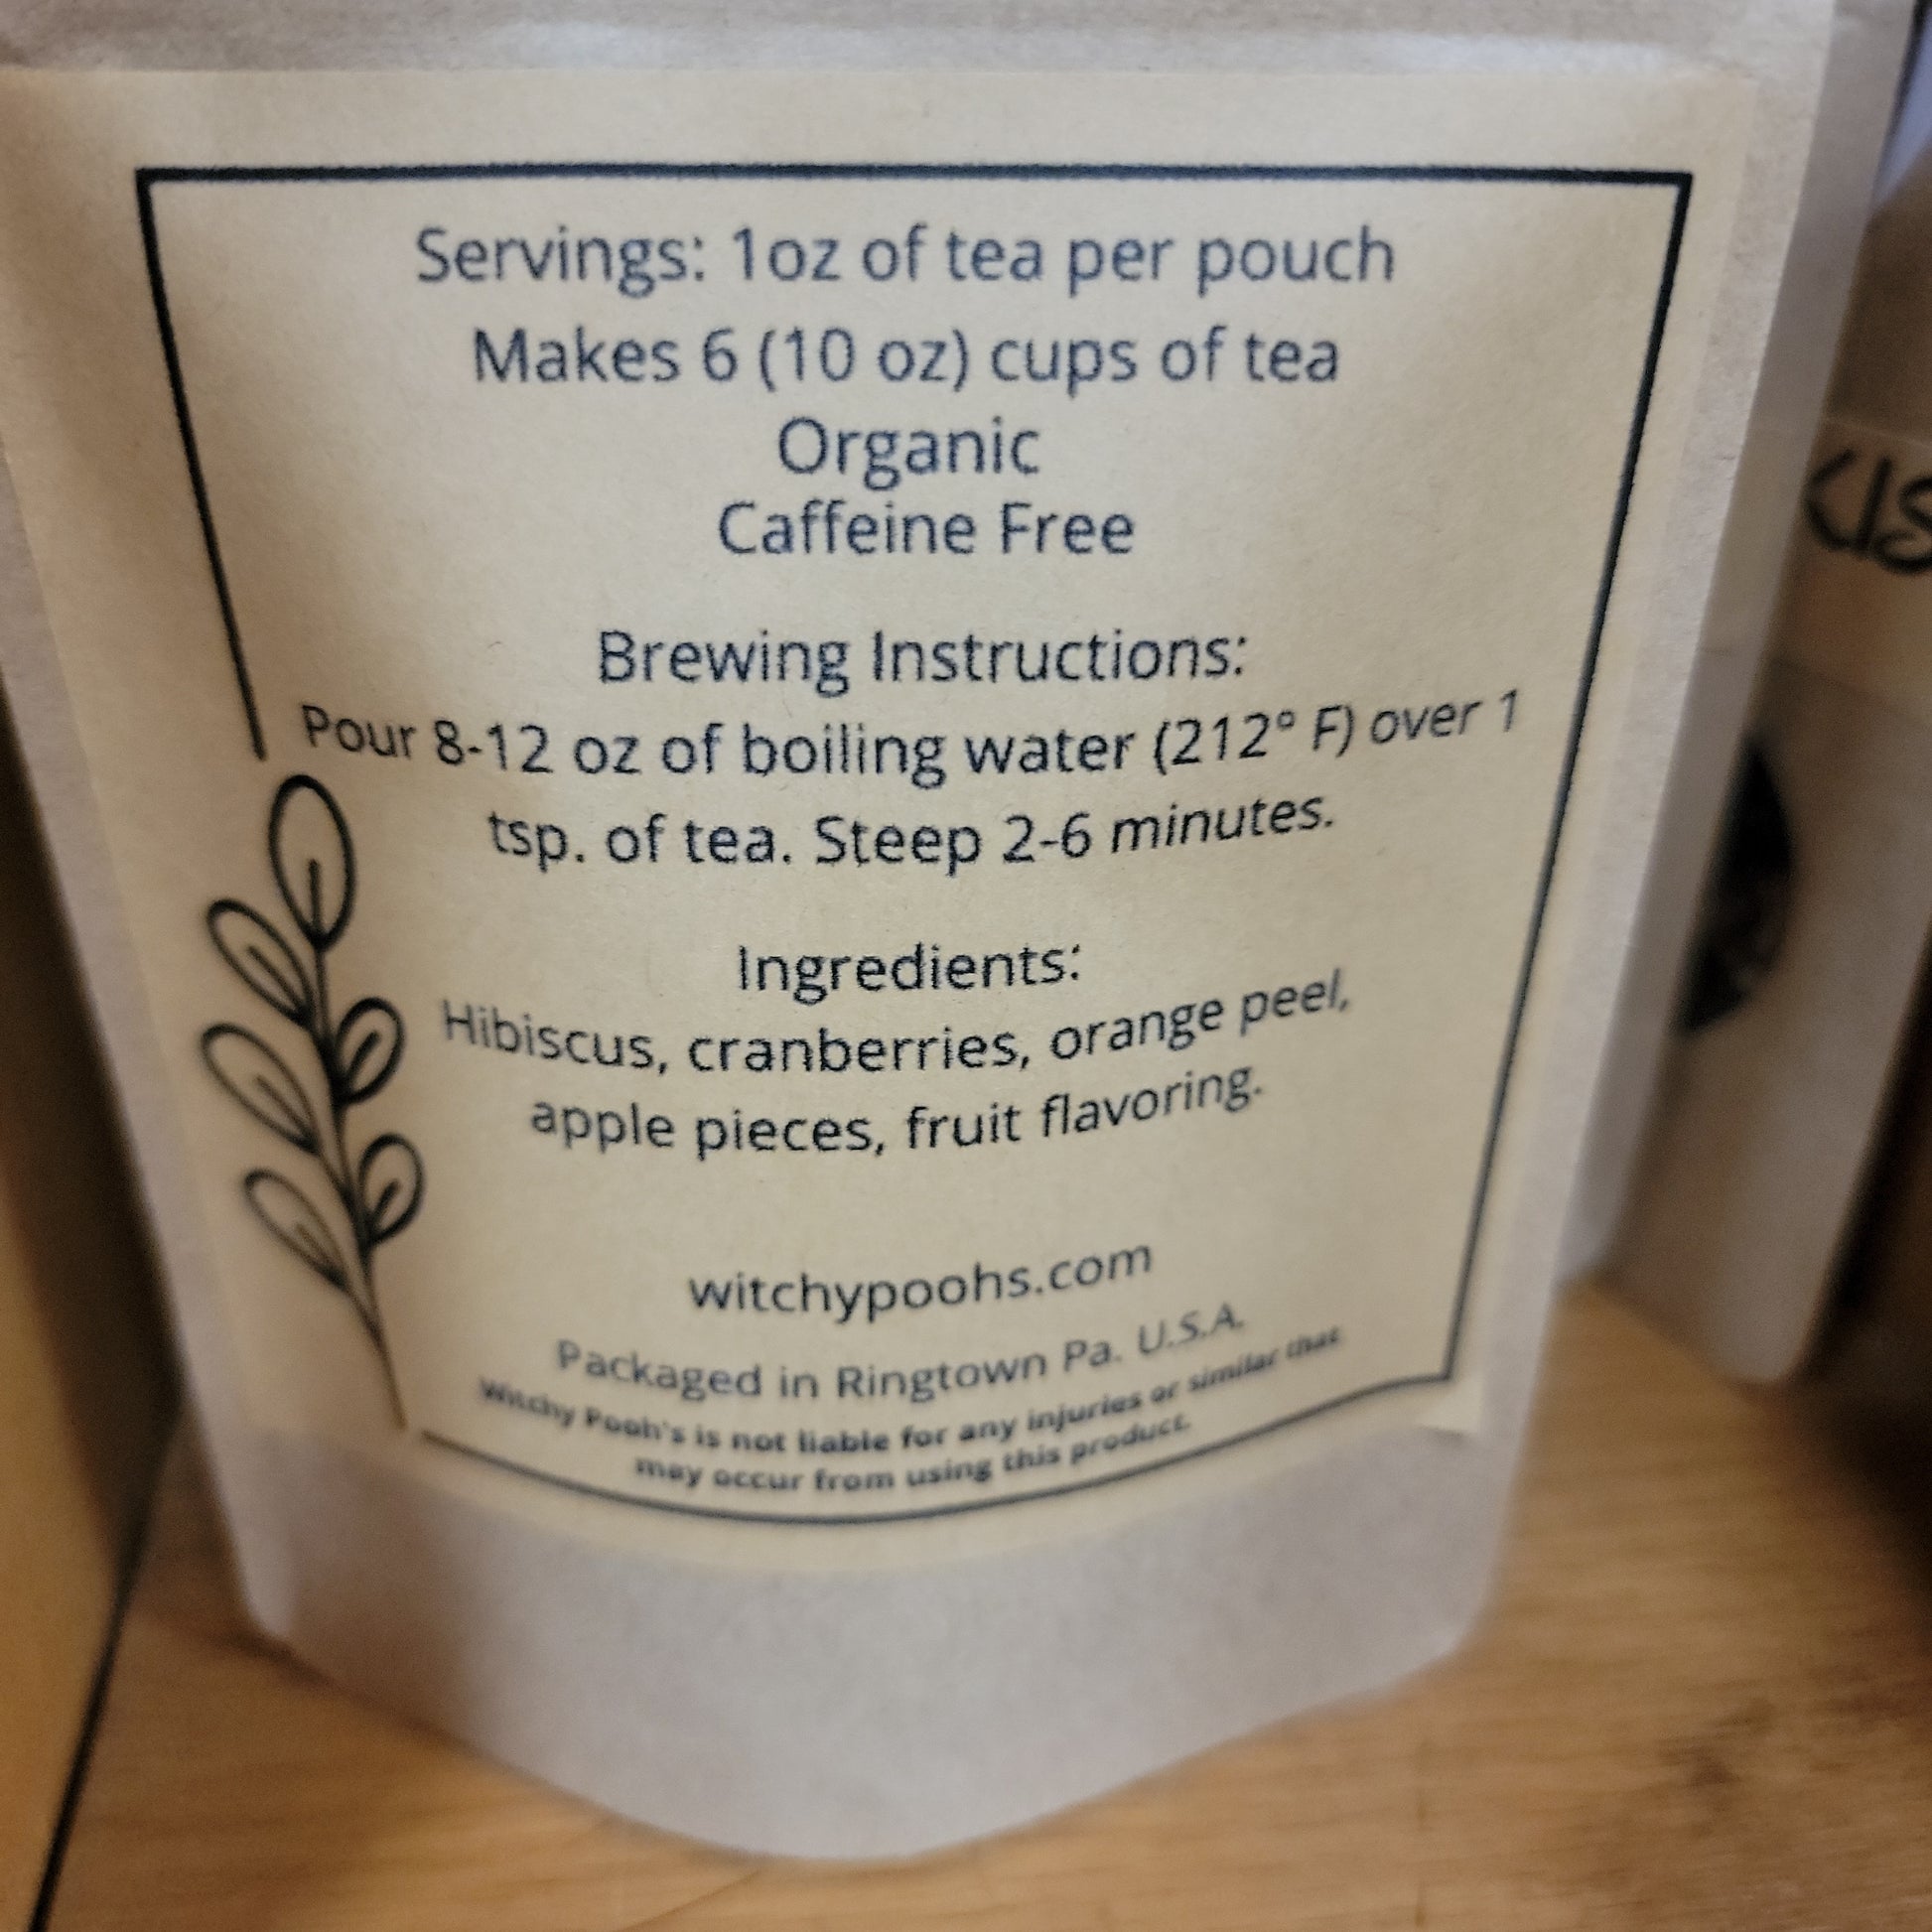 Servings: 1oz of tea per pouch
Makes 6 (10 oz) cups of tea
Organic
Caffeine Free
Brewing Instructions:
Pour 8-12 oz of boiling water (212° F) over 1
tsp. of tea. Steep 2-6 minutes.
Ingredients:
Hibiscus, cranberries, orange peel,
apple pieces, fruit flavoring.
witchypoohs.com
Packaged in Ringtown Pa. U.S.A.
Witchy Pooh's is not liable for any injuries or similar that
may occur from using this product.